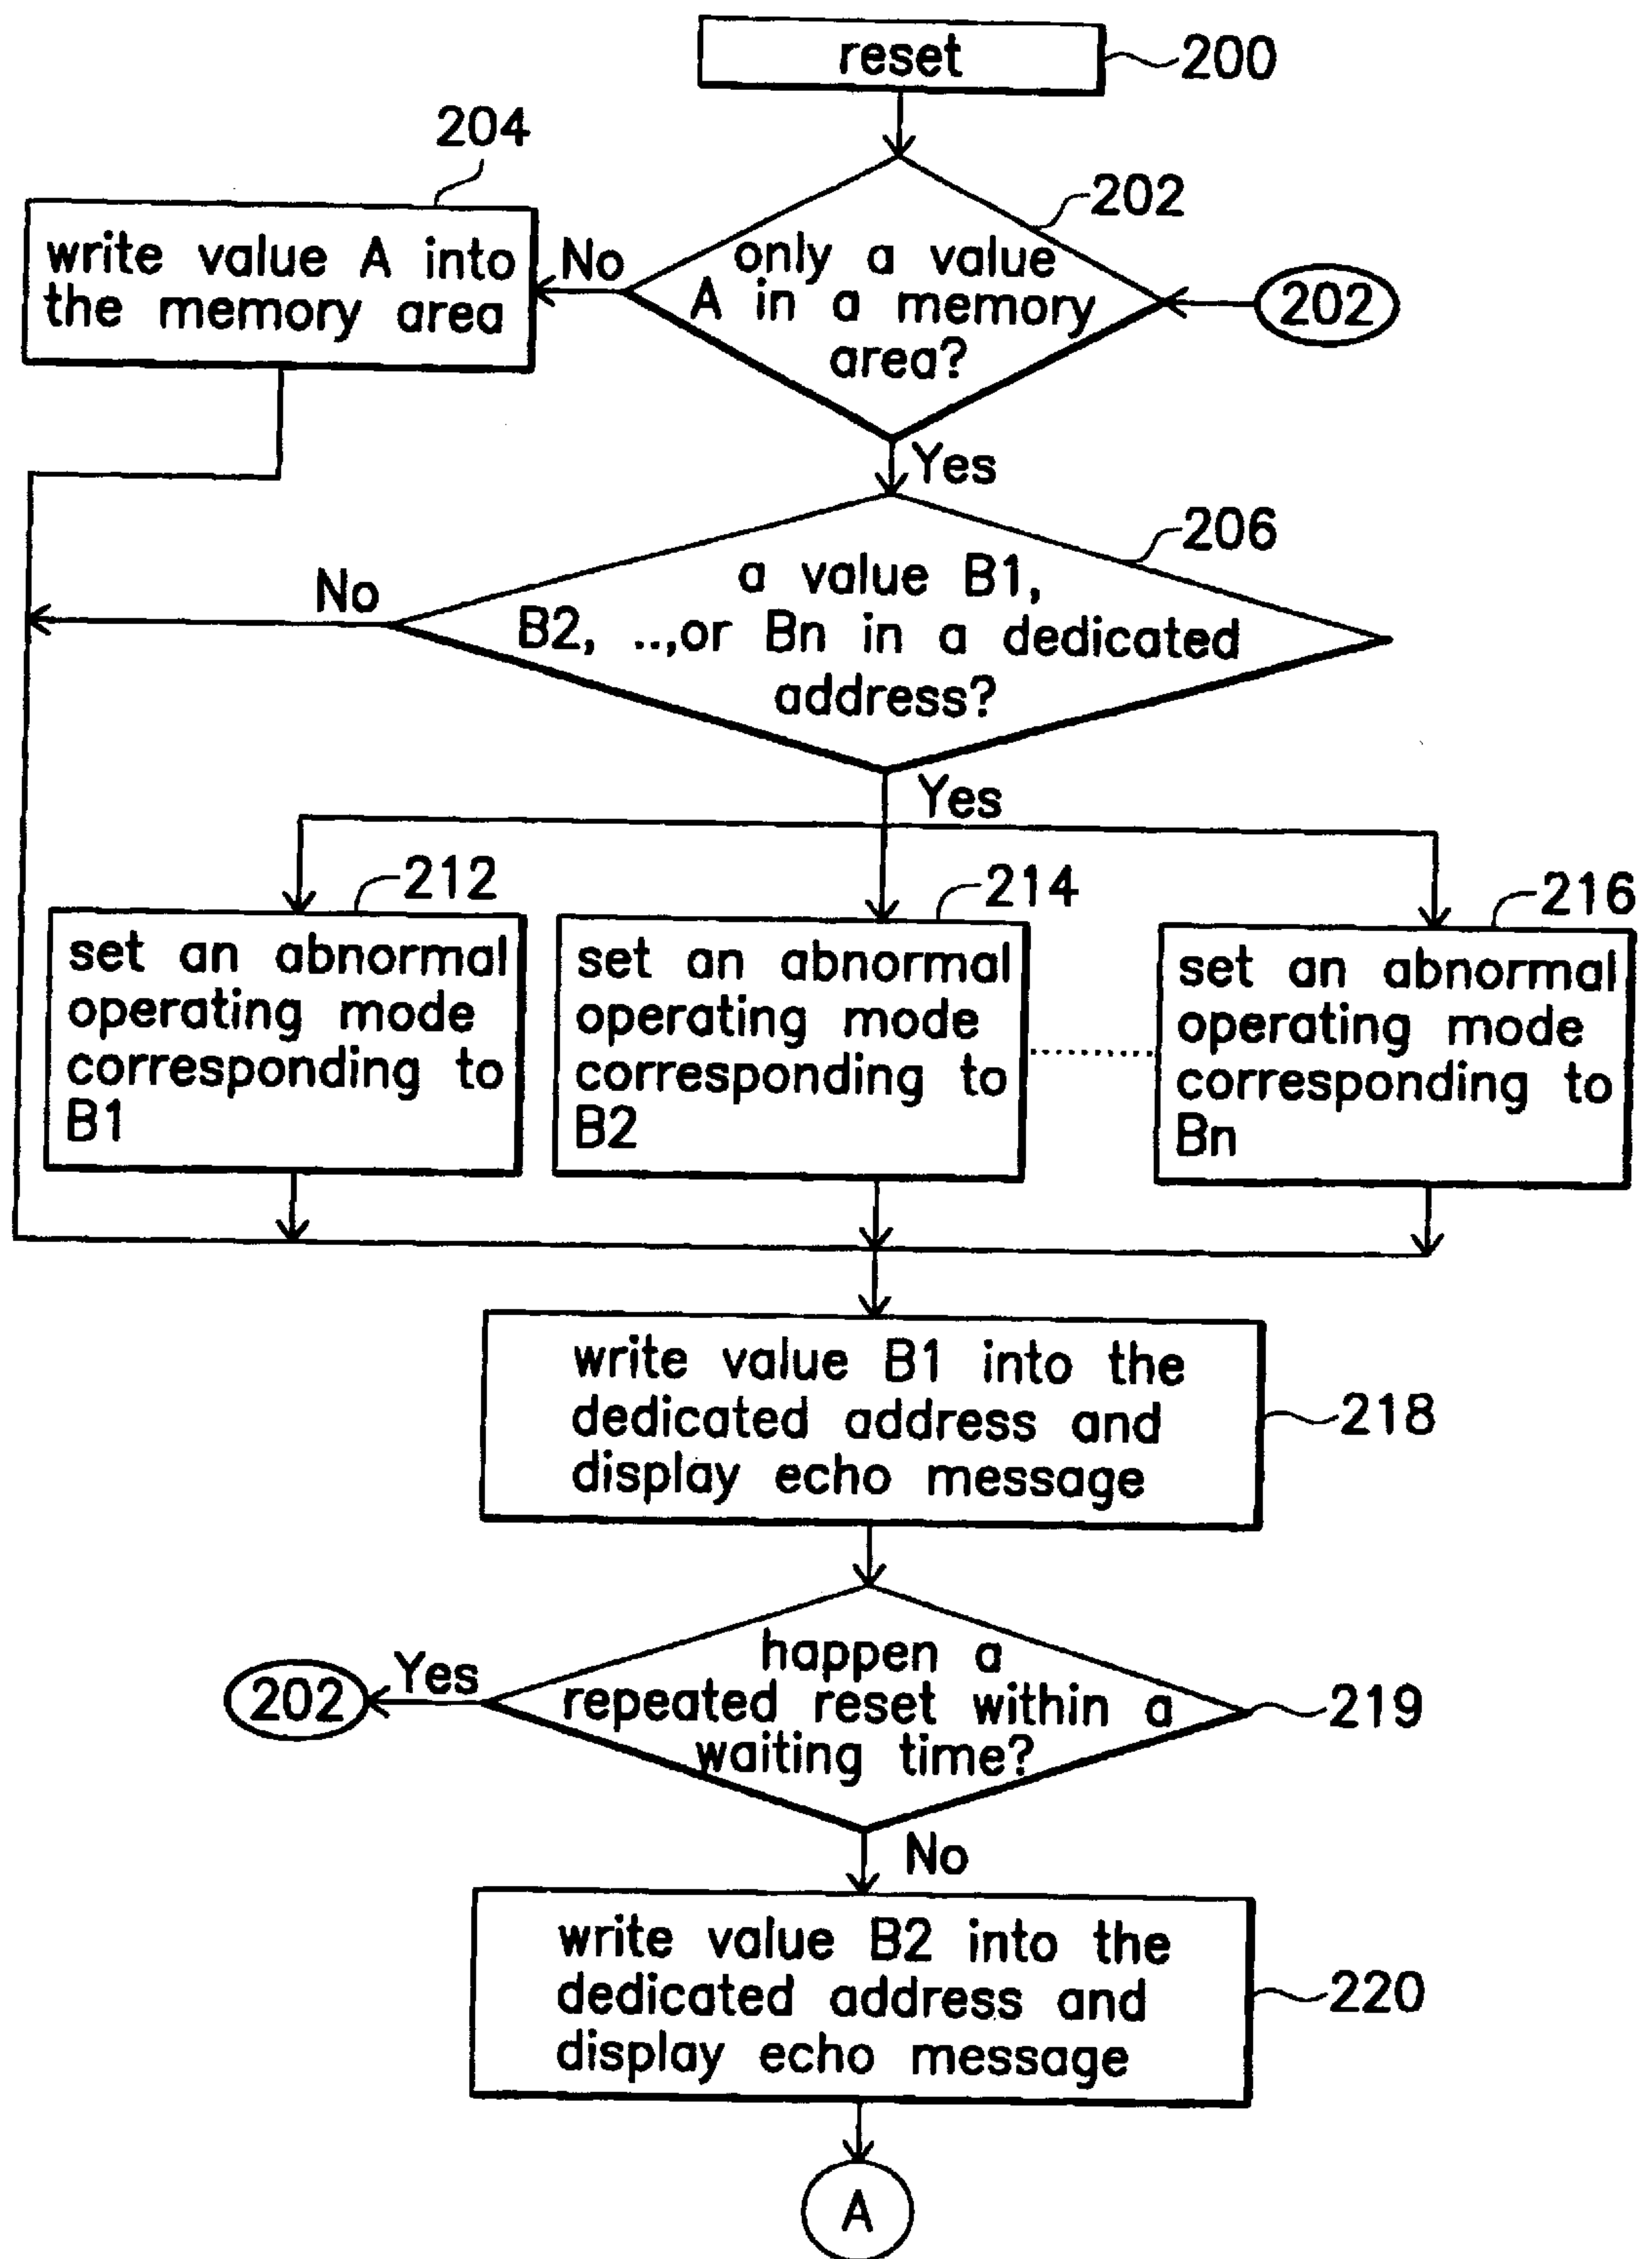 reset
200
204
202
write value A into
the memory area
No
only a value
A in a memory
area?
202
Yes
206
a value B1,
B2, ..,or Bn in a dedicated
address?
No
Yes
212
214
216
set an abnormal
operating mode
corresponding to
B1
set an abnormal
operating mode
corresponding to
B2
set an abnormal
operating mode
corresponding to
Bn
write value B1 into the
dedicated address and
display echo message
218
happen a
repeated reset within a
waiting time?
219
Yes
202
No
write value B2 into the
dedicated address and
display echo message
220
A